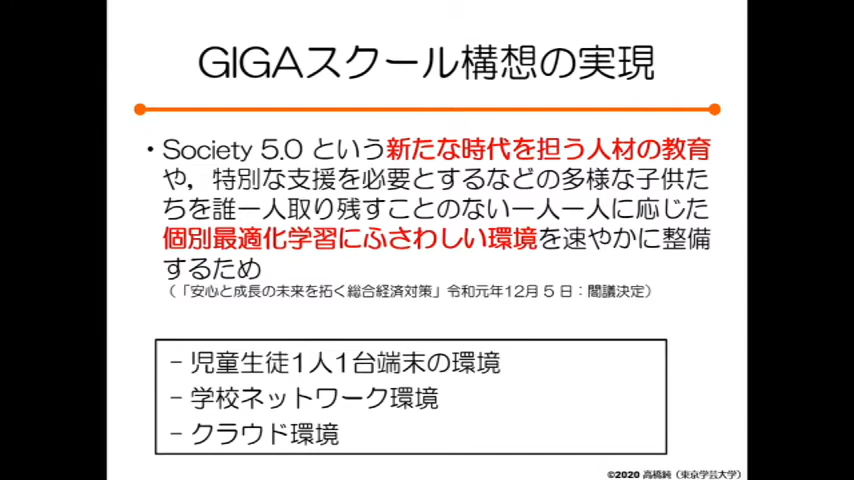 GIGAスクール構想の実現
・Society 5.0 という新たな時代を担う人材の教育
や，特別な支援を必要とするなどの多様な子供た
ちを誰一人取り残すことのない一人一人に応じた
個別最適化学習にふさわしい環境を速やかに整備
するため
（「安心と成長の未来を拓く総合経済対策」令和元年12月５日：閣議決定）
− 児童生徒1人1台端末の環境
− 学校ネットワーク環境
− クラウド環境
©2020 高橋純（東京学芸大学）